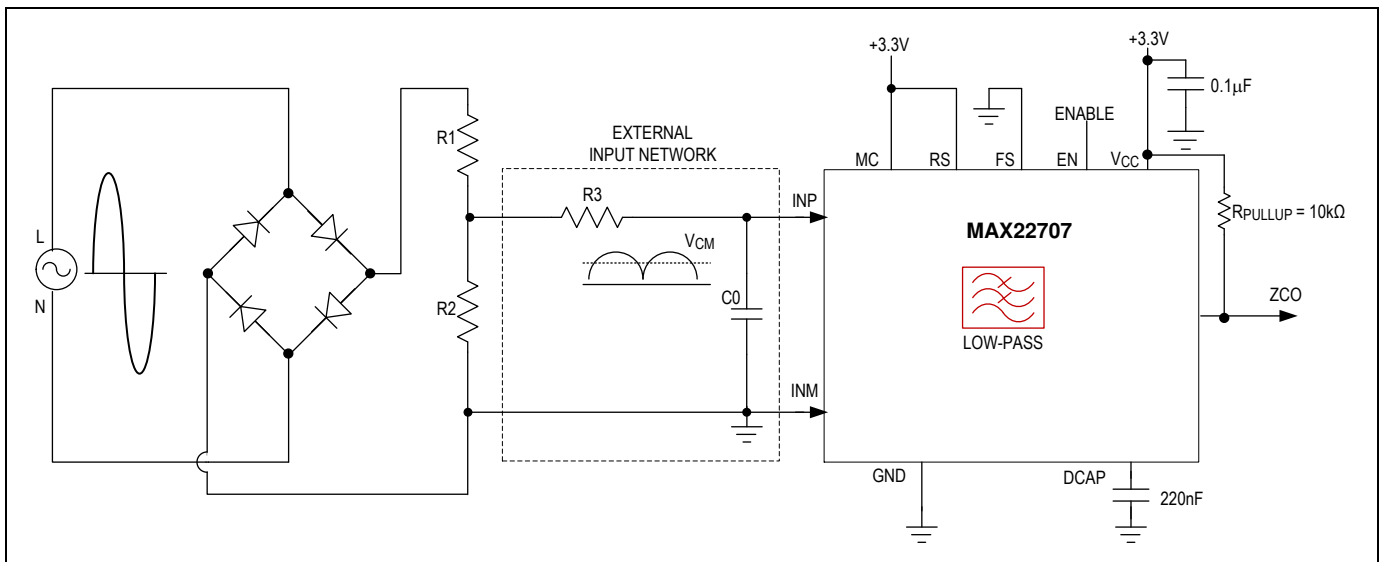 +3.3V
+3.3V
0.1μF
ENABLE
R1
EXTERNAL
INPUT NETWORK
MC
RS
FS
EN
VCC
R3
INP
RPULLUP = 10kΩ
MAX22707
L
VCM
N
R2
C0
ZCO
LOW-PASS
INM
GND
DCAP
220nF